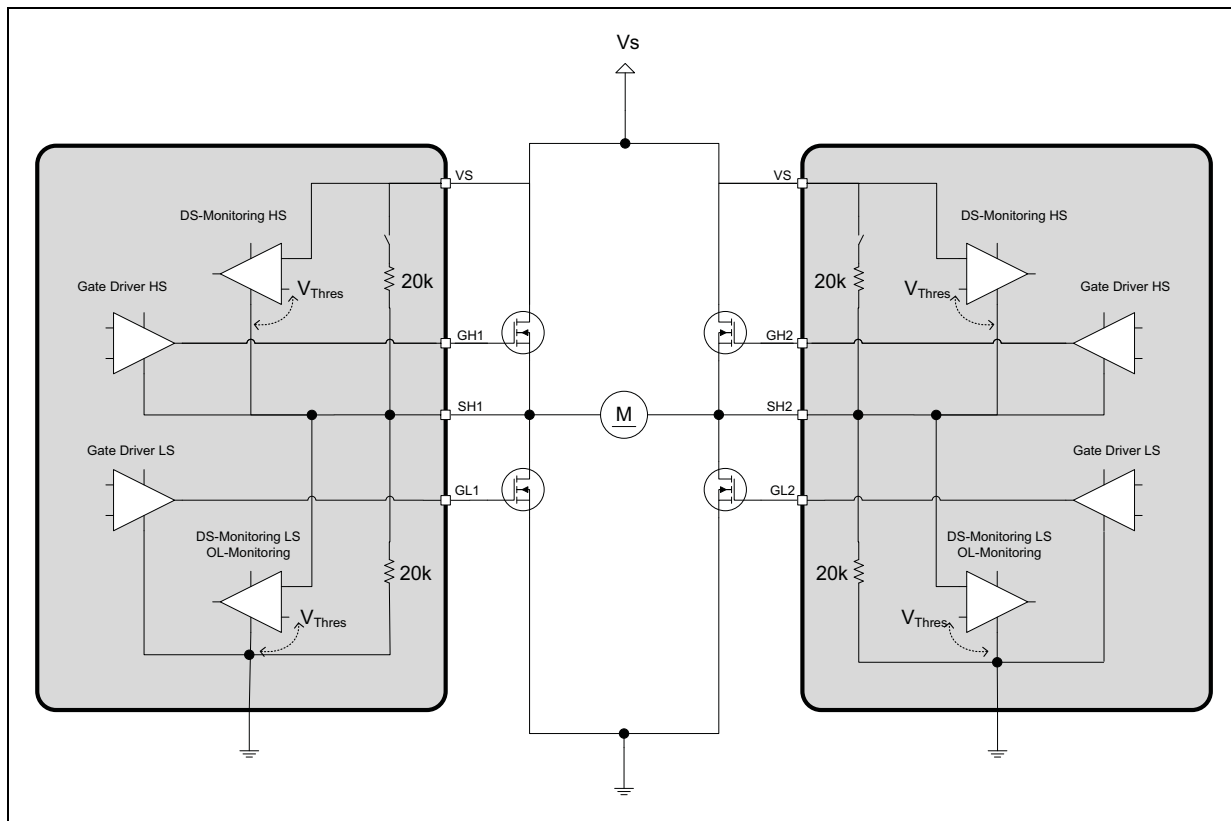 Vs
VS
VS
DS-Monitoring HS
DS-Monitoring HS
20k
20k
Gate Driver HS
VThres
VThres
Gate Driver HS
GH1
GH2
SH1
M
SH2
Gate Driver LS
Gate Driver LS
GL1
GL2
DS-Monitoring LS
OL-Monitoring
DS-Monitoring LS
OL-Monitoring
20k
20k
VThres
VThres